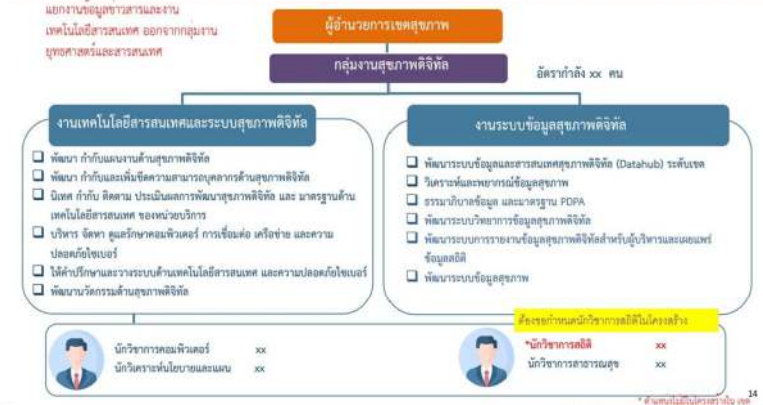 แยกงานข้อมูลข่าวสารและงาน
เทคโนโลยีสารสนเทศ ออกจากกลุ่มงาน
ยุทธศาสตร์และสารสนเทศ
ผู้อำนวยการเขตสุขภาพ
กลุ่มงานสุขภาพดิจิทัล
อัตรากำลัง xx คน
งานเทคโนโลยีสารสนเทศและระบบสุขภาพดิจิทัล
พัฒนา กำกับแผนงานด้านสุขภาพดิจิทัล
พัฒนา กำกับและเพิ่มขีดความสามารถบุคลากรด้านสุขภาพดิจิทัล
นิเทศ กำกับ ติดตาม ประเมินผลการพัฒนาสุขภาพดิจิทัล และ มาตรฐานด้าน
เทคโนโลยีสารสนเทศ ของหน่วยบริการ
บริหาร จัดหา ดูแลรักษาคอมพิวเตอร์ การเชื่อมต่อ เครือข่าย และความ
ปลอดภัยไซเบอร์
ให้คำปรึกษาและวางระบบด้านเทคโนโลยีสารสนเทศ และความปลอดภัยไซเบอร์
พัฒนานวัตกรรมด้านสุขภาพดิจิทัล
งานระบบข้อมูลสุขภาพดิจิทัล
พัฒนาระบบข้อมูลและสารสนเทศสุขภาพดิจิทัล (Datahub) ระดับเขต
วิเคราะห์และพยากรณ์ข้อมูลสุขภาพ
ธรรมาภิบาลข้อมูล และมาตรฐาน PDPA
พัฒนาระบบวิทยาการข้อมูลสุขภาพดิจิทัล
พัฒนาระบบการรายงานข้อมูลสุขภาพดิจิทัลสำหรับผู้บริหารและเผยแพร่
ข้อมูลสถิติ
พัฒนาระบบข้อมูลสุขภาพ
นักวิชาการคอมพิวเตอร์ xx
นักวิเคราะห์นโยบายและแผน xx
ต้องขอกำหนดนักวิชาการสถิติในโครงสร้าง
*นักวิชาการสถิติ xx
นักวิชาการสาธารณสุข xx
* ตำแหน่งไม่มีในโครงสร้างใน เขต
14